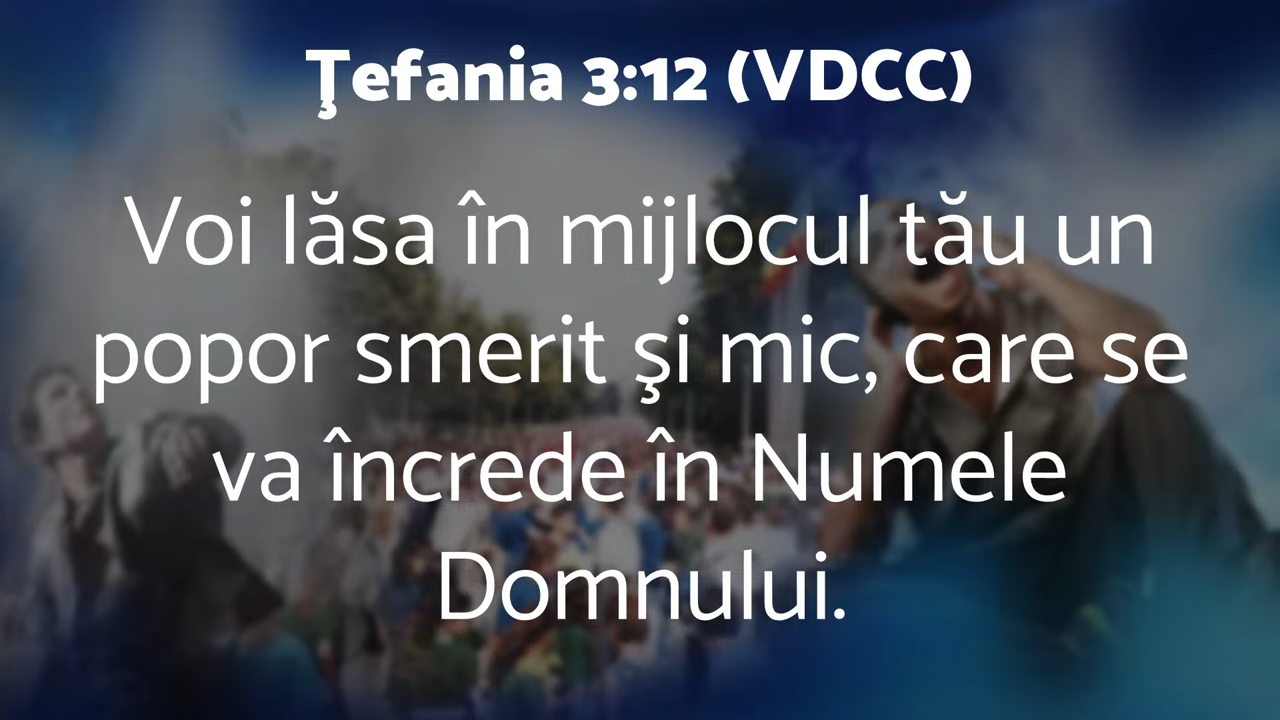 Ţefania 3:12 (VDCC)
Voi lăsa în mijlocul tău un
popor smerit şi mic, care se
va încrede în Numele
Domnului.